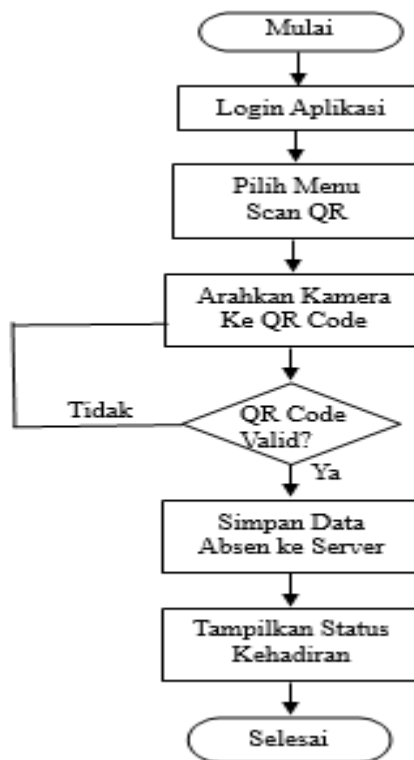 Mulai
Login Aplikasi
Pilih Menu
Scan QR
Arahkan Kamera
Ke QR Code
Tidak
QR Code
Valid?
Ya
Simpan Data
Absen ke Server
Tampilkan Status
Kehadiran
Selesai